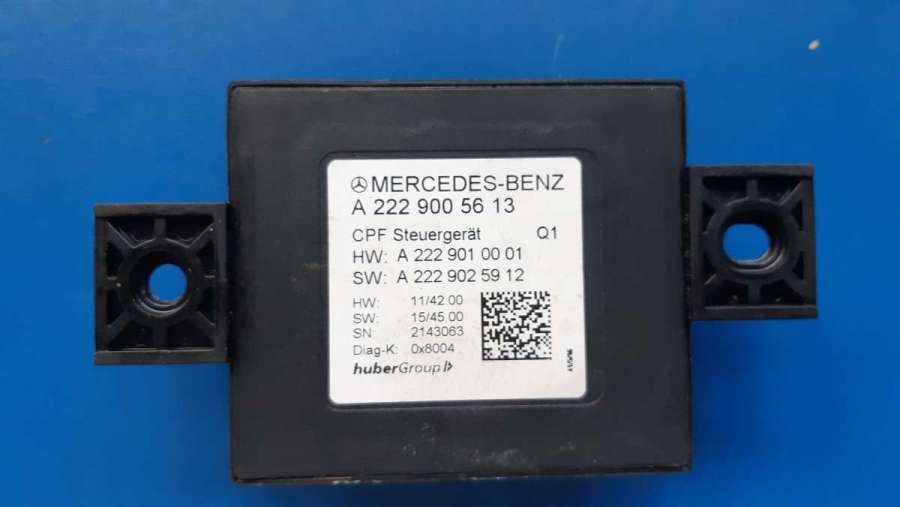 MERCEDES-BENZ
A 222 900 56 13
CPF Steuergerät Q1
HW: A 222 901 00 01
SW: A 222 902 59 12
HW: 11/42.00
SW: 15/45.00
SN: 2143063
Diag-K: 0x8004
huberGroup